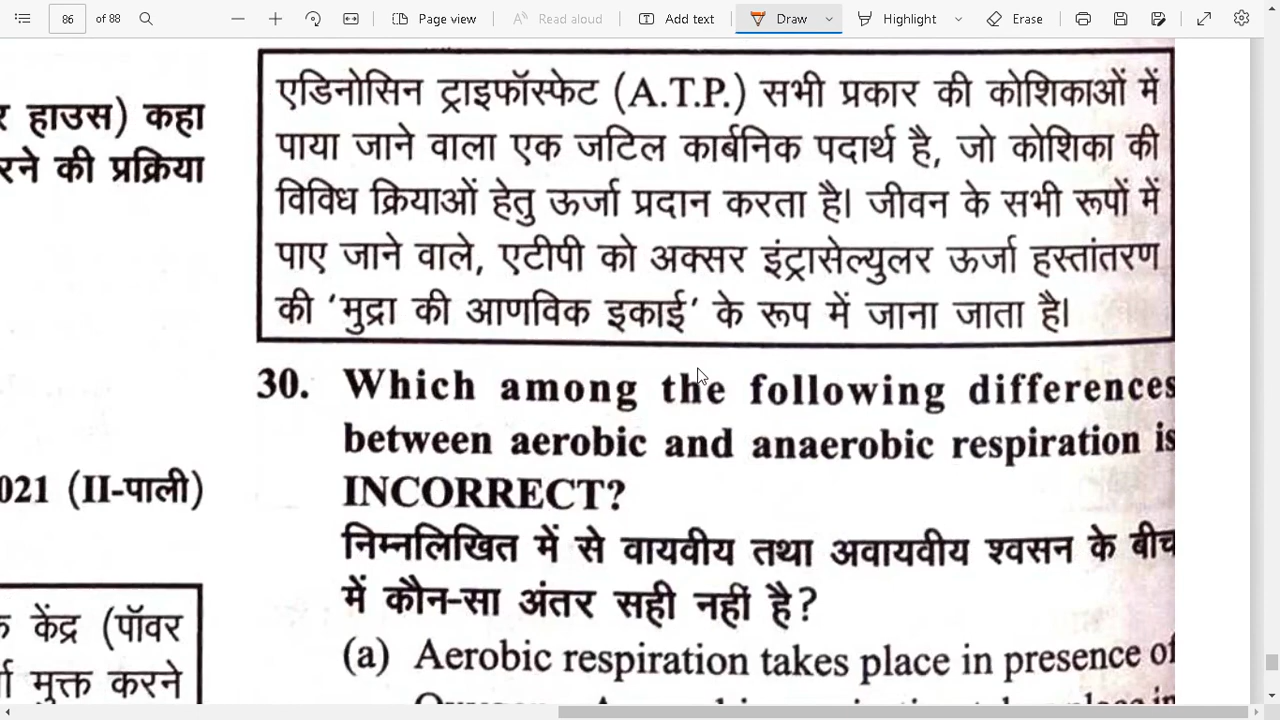 86 of 88 Page view Read aloud Add text Draw Highlight Erase
र हाउस) कहा
रने की प्रक्रिया
021 (II-पाली)
केंद्र (पॉवर
मुक्त करने
एडिनोसिन ट्राइफॉस्फेट (A.T.P.) सभी प्रकार की कोशिकाओं में
पाया जाने वाला एक जटिल कार्बनिक पदार्थ है, जो कोशिका की
विविध क्रियाओं हेतु ऊर्जा प्रदान करता है। जीवन के सभी रूपों में
पाए जाने वाले, एटीपी को अक्सर इंट्रासेल्युलर ऊर्जा हस्तांतरण
की ‘मुद्रा की आणविक इकाई’ के रूप में जाना जाता है।
30. Which among the following differences
between aerobic and anaerobic respiration is
INCORRECT?
निम्नलिखित में से वायवीय तथा अवायवीय श्वसन के बीच
में कौन-सा अंतर सही नहीं है?
(a) Aerobic respiration takes place in presence of